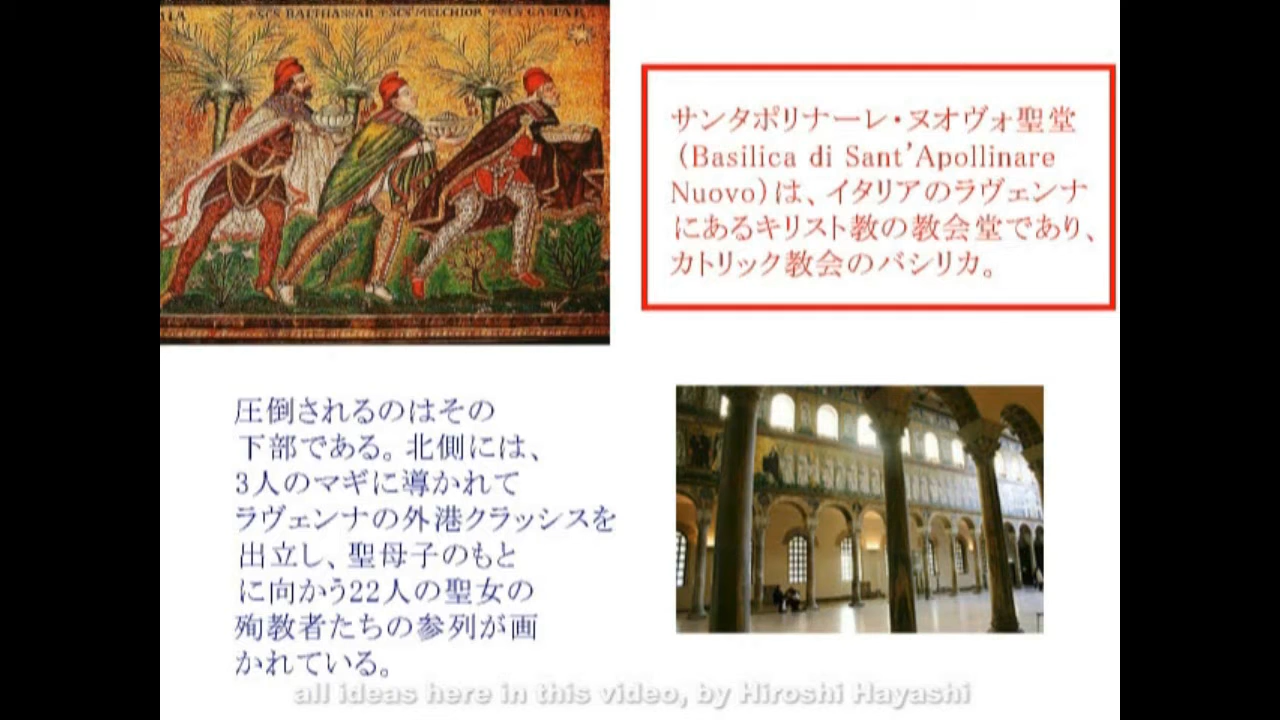 +SCS BALTHASSAR +SCS MELCHIOR +SCS GASPAR
サンタポリナーレ・ヌオヴォ聖堂
（Basilica di Sant'Apollinare
Nuovo）は、イタリアのラヴェンナ
にあるキリスト教の教会堂であり、
カトリック教会のバシリカ。
圧倒されるのはその
下部である。北側には、
3人のマギに導かれて
ラヴェンナの外港クラッシスを
出立し、聖母子のもと
に向かう22人の聖女の
殉教者たちの参列が画
かれている。
all ideas here in this video, by Hiroshi Hayashi